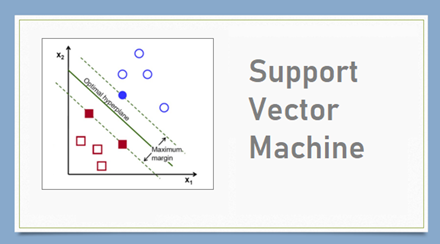 x2
Optimal hyperplane
Maximum
margin
x1
Support
Vector
Machine